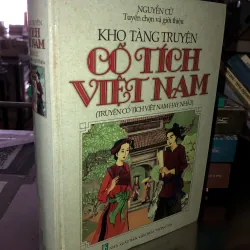 NGUYỄN CỪ
Tuyển chọn và giới thiệu
KHO TÀNG TRUYỆN
CỔ TÍCH
VIỆT NAM
(TRUYỆN CỔ TÍCH VIỆT NAM HAY NHẤT)